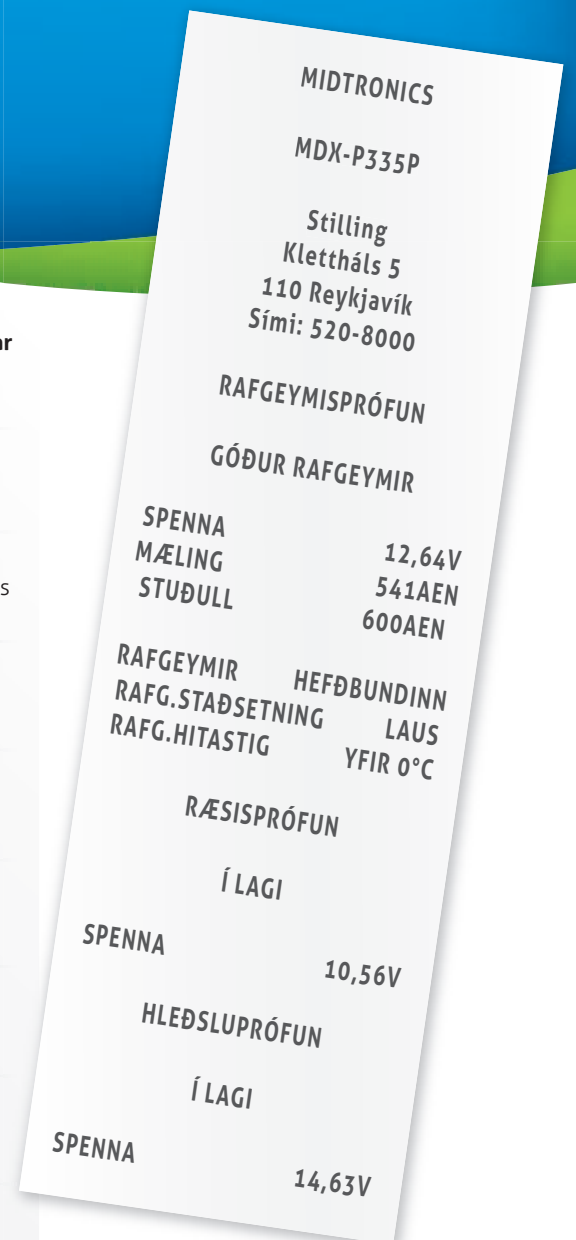 MIDTRONICS
MDX-P335P
Stilling
Klettháls 5
110 Reykjavík
Sími: 520-8000
RAFGEYMISPRÓFUN
GÓÐUR RAFGEYMIR
SPENNA 12,64V
MÆLING 541AEN
STUÐULL 600AEN
RAFGEYMIR HEFÐBUNDINN
RAFG.STAÐSETNING LAUS
RAFG.HITASTIG YFIR 0°C
RÆSISPRÓFUN
Í LAGI
SPENNA 10,56V
HLEÐSLUPRÓFUN
Í LAGI
SPENNA 14,63V